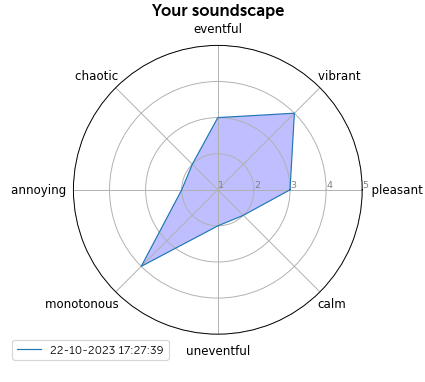 Your soundscape
eventful
chaotic
vibrant
annoying
1 2 3 4 5
pleasant
monotonous
calm
uneventful
22-10-2023 17:27:39